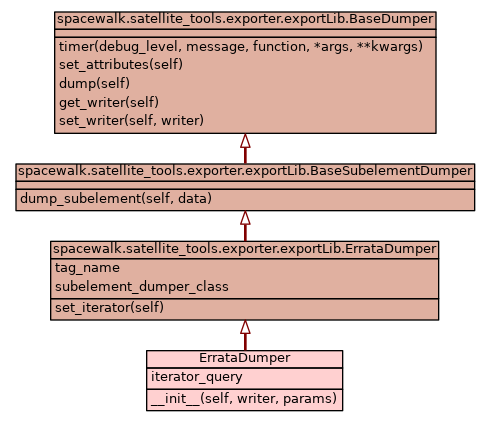 spacewalk.satellite_tools.exporter.exportLib.BaseDumper
timer(debug_level, message, function, *args, **kwargs)
set_attributes(self)
dump(self)
get_writer(self)
set_writer(self, writer)
spacewalk.satellite_tools.exporter.exportLib.BaseSubelementDumper
dump_subelement(self, data)
spacewalk.satellite_tools.exporter.exportLib.ErrataDumper
tag_name
subelement_dumper_class
set_iterator(self)
ErrataDumper
iterator_query
__init__(self, writer, params)